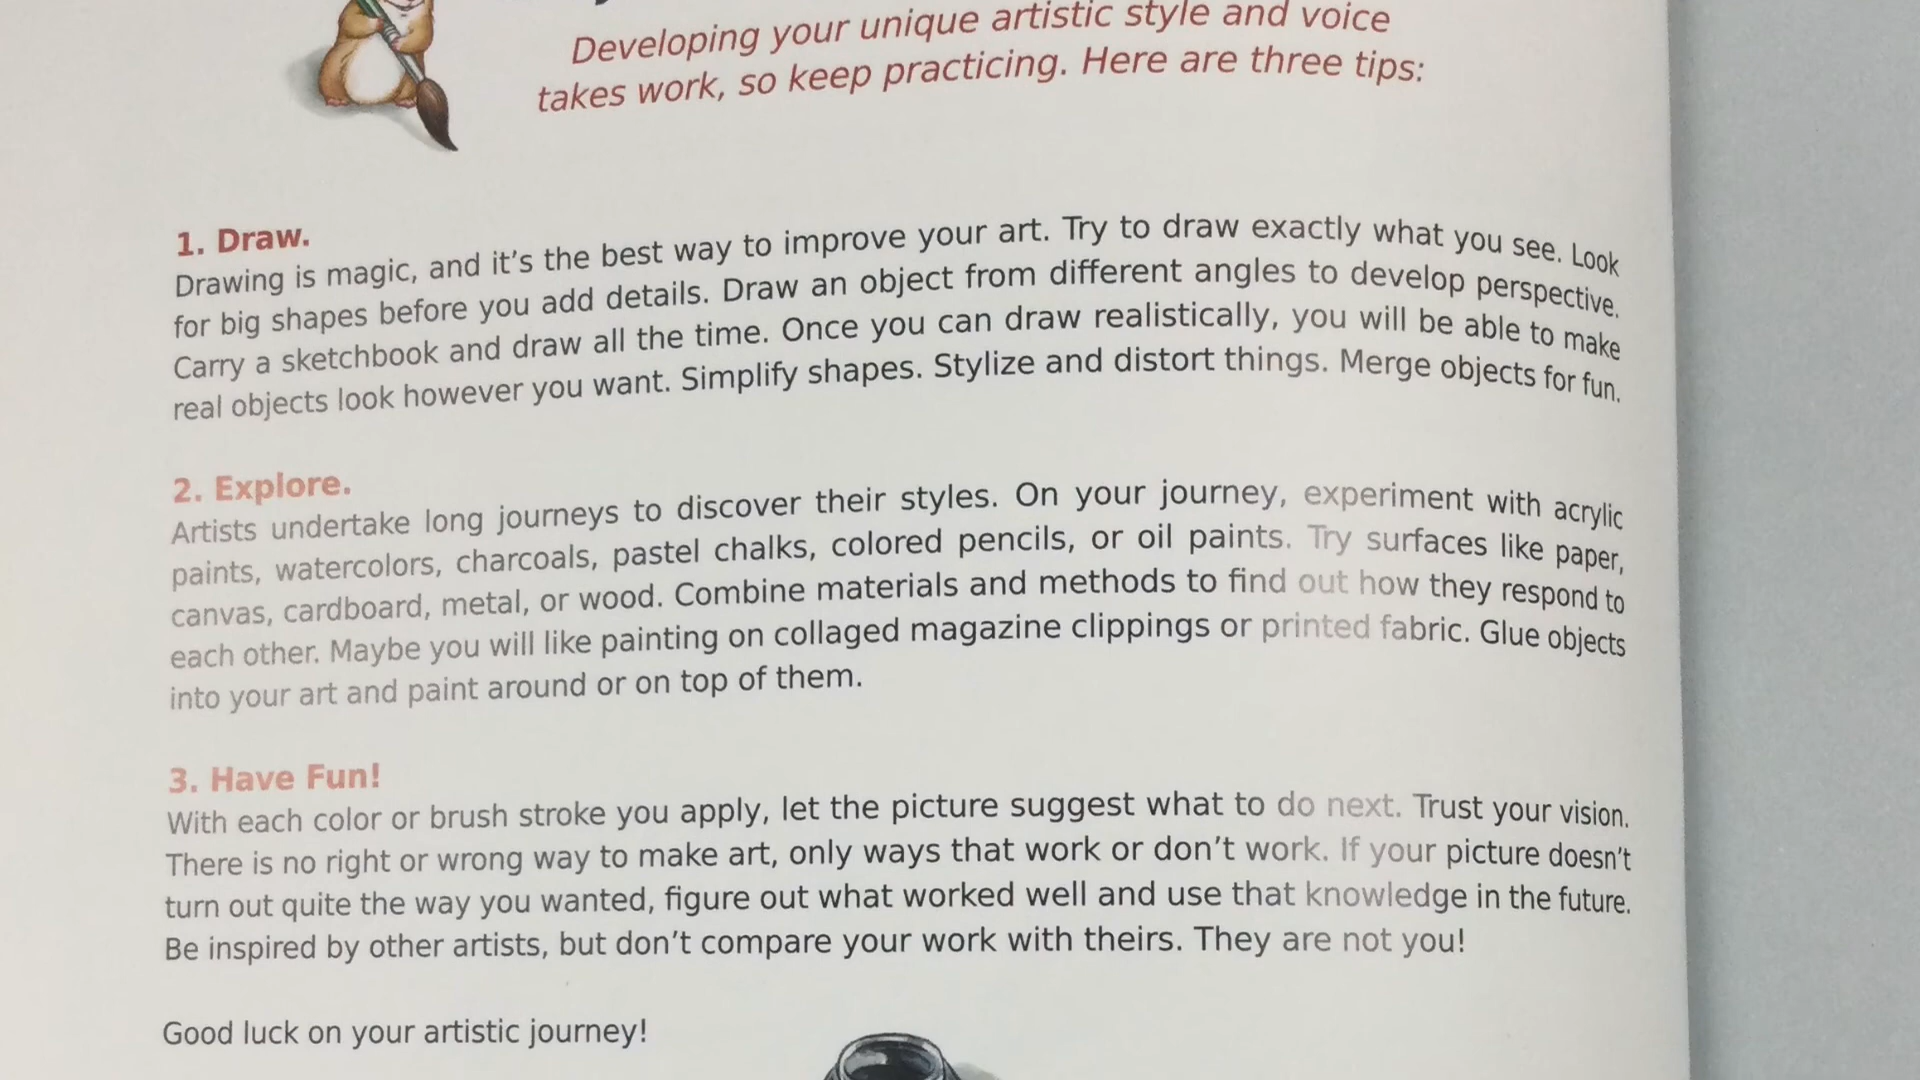 Developing your unique artistic style and voice
takes work, so keep practicing. Here are three tips:
1. Draw.
Drawing is magic, and it’s the best way to improve your art. Try to draw exactly what you see. Look
for big shapes before you add details. Draw an object from different angles to develop perspective.
Carry a sketchbook and draw all the time. Once you can draw realistically, you will be able to make
real objects look however you want. Simplify shapes. Stylize and distort things. Merge objects for fun.
2. Explore.
Artists undertake long journeys to discover their styles. On your journey, experiment with acrylic
paints, watercolors, charcoals, pastel chalks, colored pencils, or oil paints. Try surfaces like paper,
canvas, cardboard, metal, or wood. Combine materials and methods to find out how they respond to
each other. Maybe you will like painting on collaged magazine clippings or printed fabric. Glue objects
into your art and paint around or on top of them.
3. Have Fun!
With each color or brush stroke you apply, let the picture suggest what to do next. Trust your vision.
There is no right or wrong way to make art, only ways that work or don’t work. If your picture doesn’t
turn out quite the way you wanted, figure out what worked well and use that knowledge in the future.
Be inspired by other artists, but don’t compare your work with theirs. They are not you!
Good luck on your artistic journey!